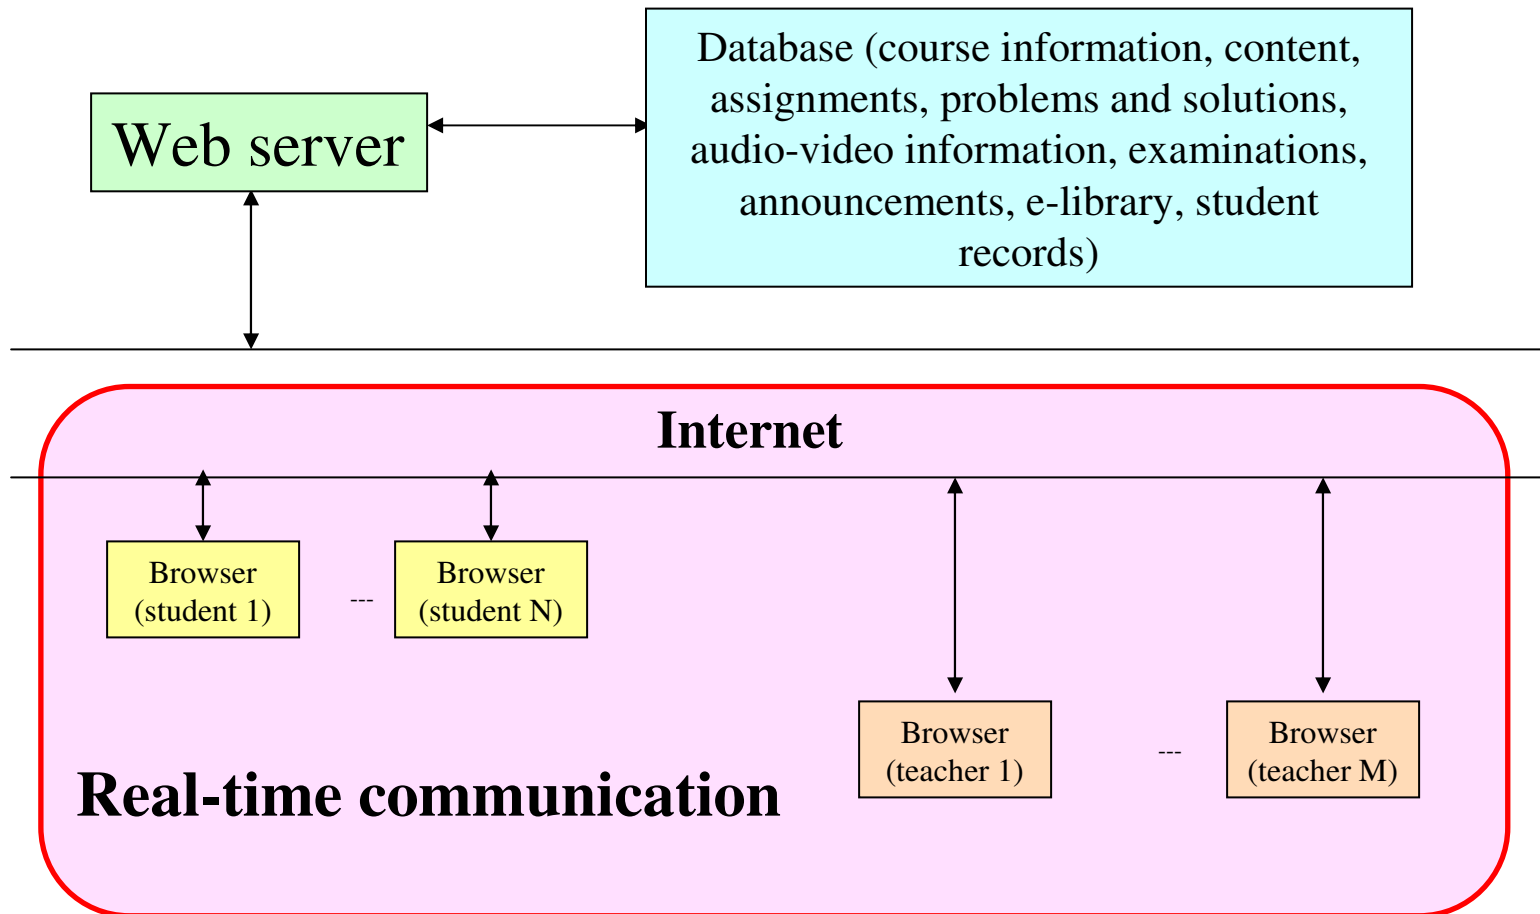 Database (course information, content,
assignments, problems and solutions,
audio-video information, examinations,
announcements, e-library, student
records)
Web server
Internet
Browser
(student 1)
---
Browser
(student N)
Browser
(teacher 1)
---
Browser
(teacher M)
Real-time communication